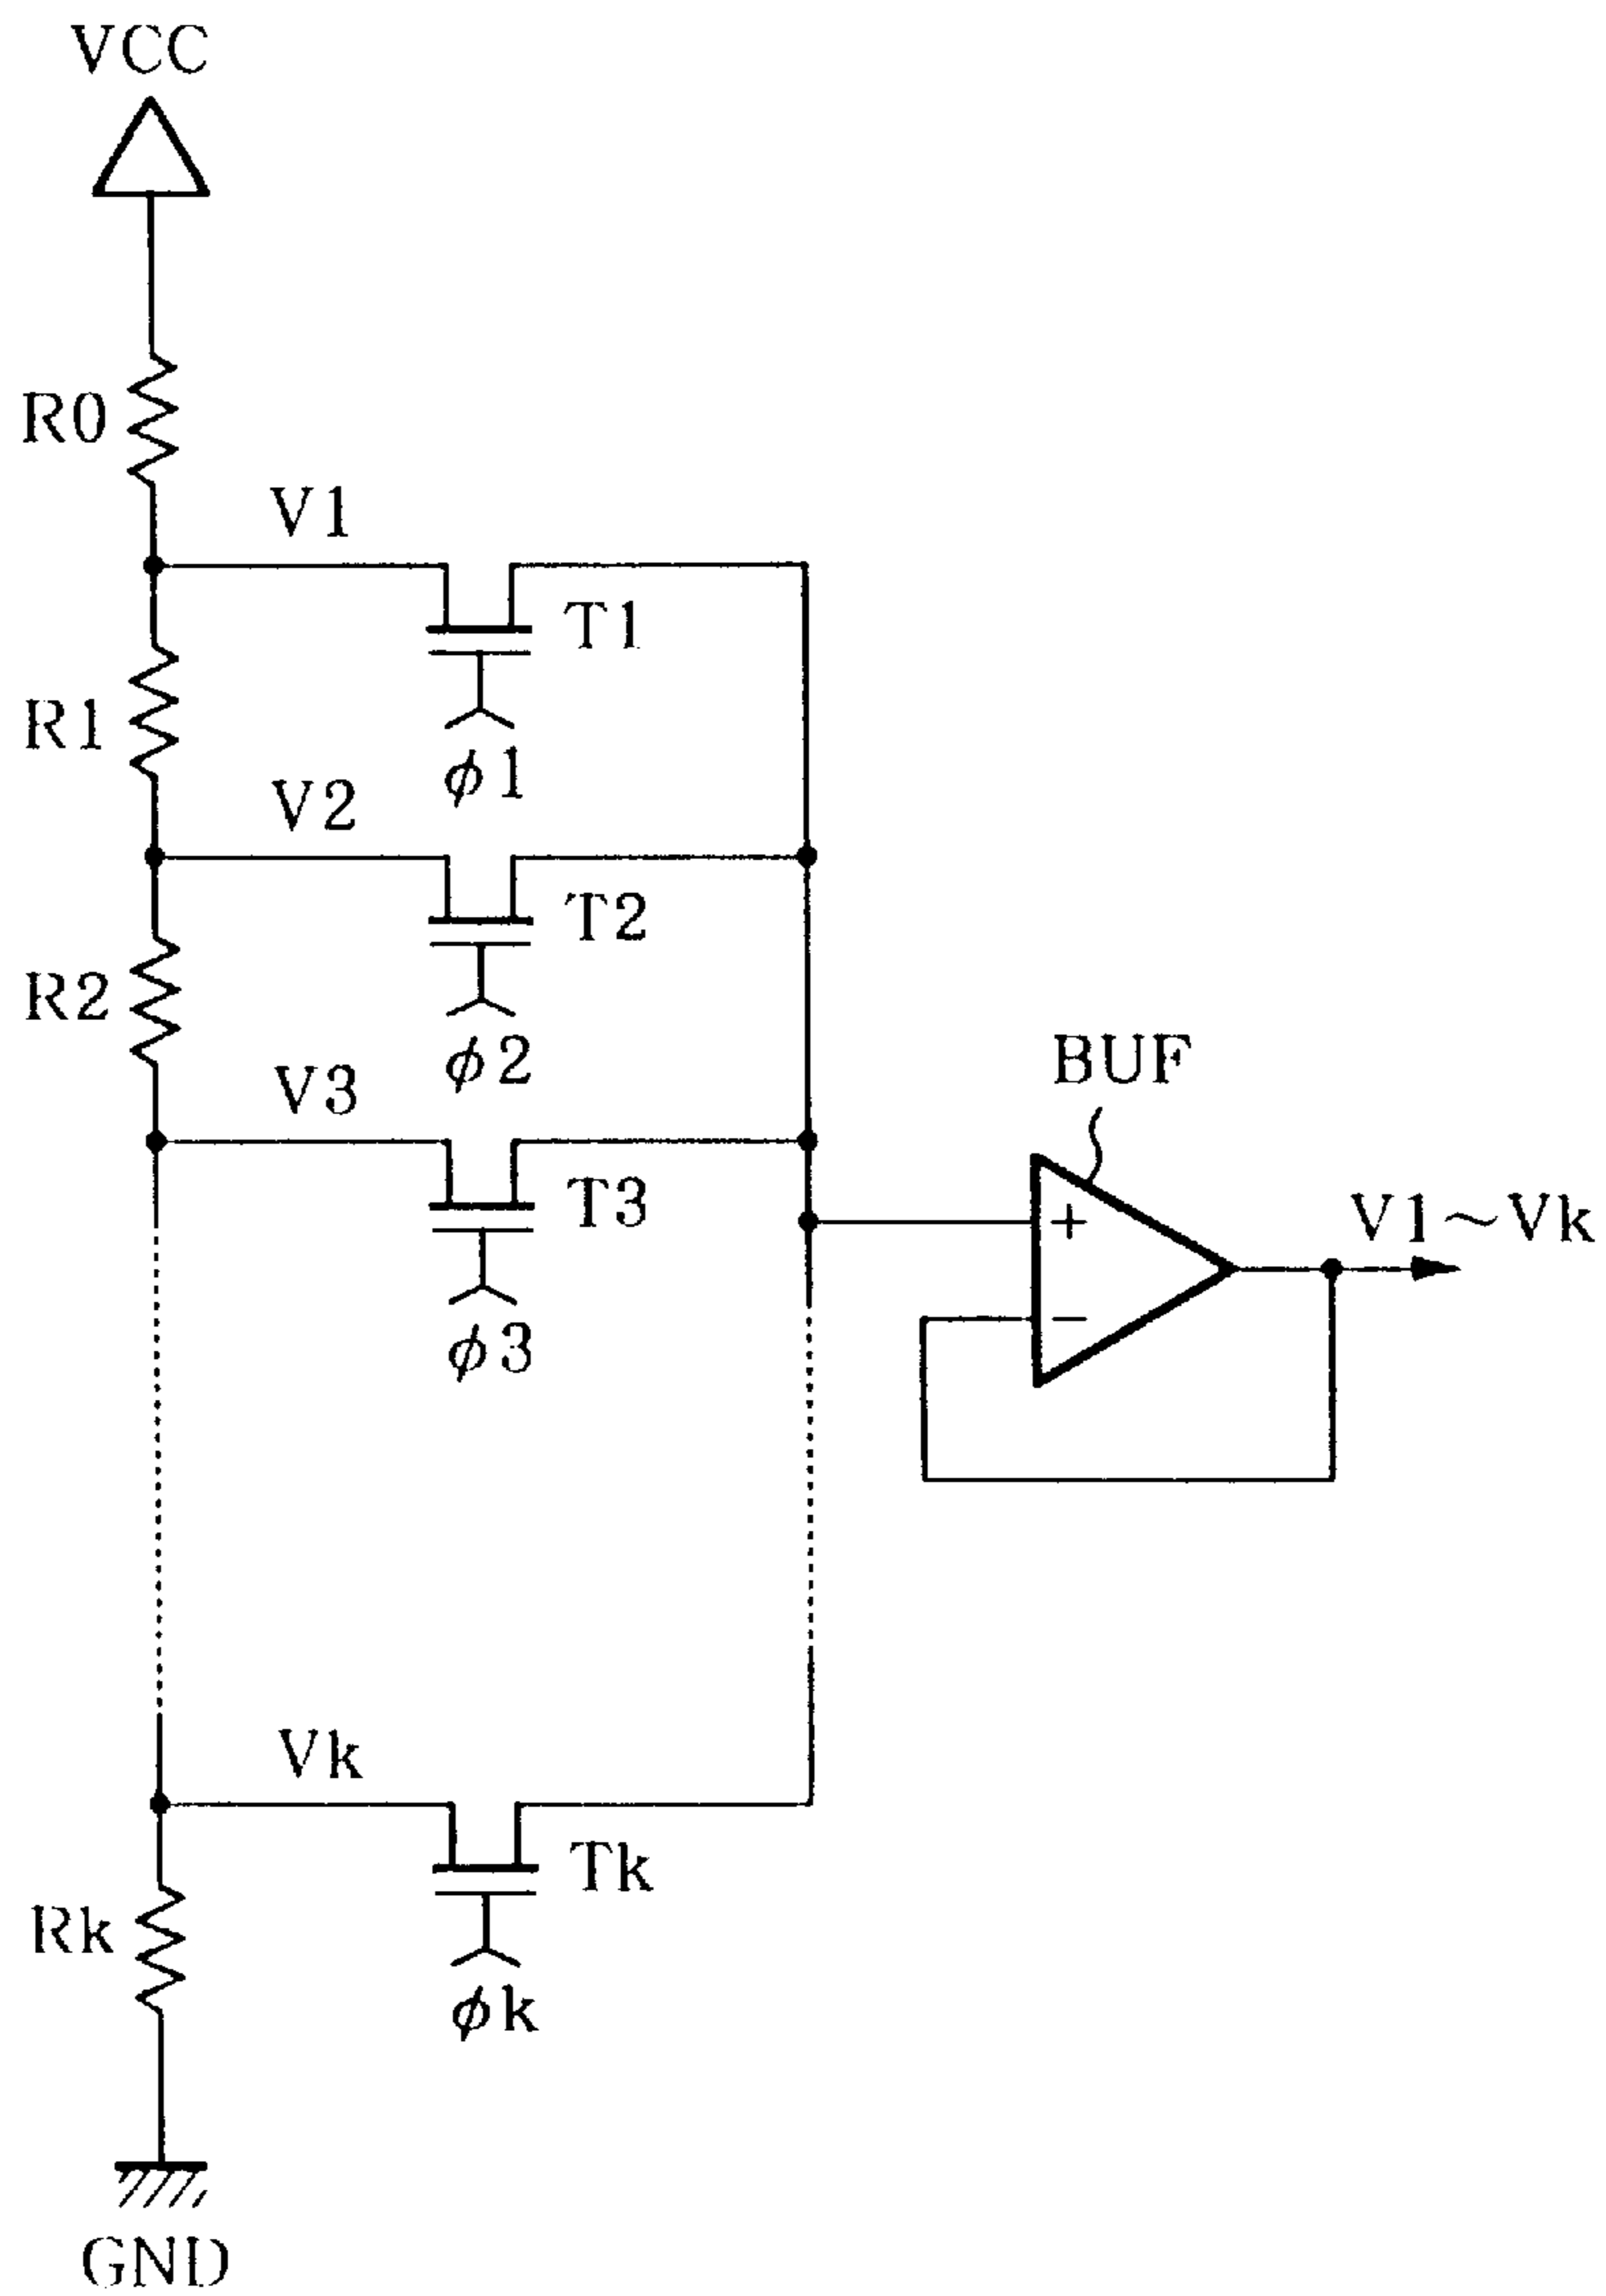 VCC
R0
V1
T1
R1
ϕ1
V2
T2
R2
ϕ2
BUF
V3
T3
+
V1~Vk
−
ϕ3
Vk
Tk
Rk
ϕk
GND